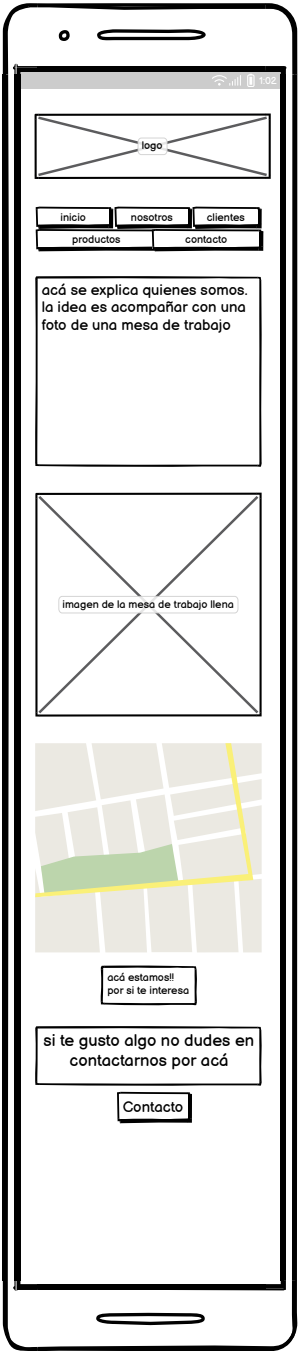 1:02
logo
inicio
nosotros
clientes
productos
contacto
acá se explica quienes somos.
la idea es acompañar con una
foto de una mesa de trabajo
imagen de la mesa de trabajo llena
acá estamos!!
por si te interesa
si te gusto algo no dudes en
contactarnos por acá
Contacto